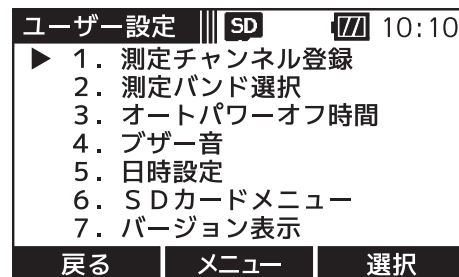 ユーザー設定 SD 10:10
▶ 1. 測定チャンネル登録
2. 測定バンド選択
3. オートパワーオフ時間
4. ブザー音
5. 日時設定
6. SDカードメニュー
7. バージョン表示
戻る メニュー 選択